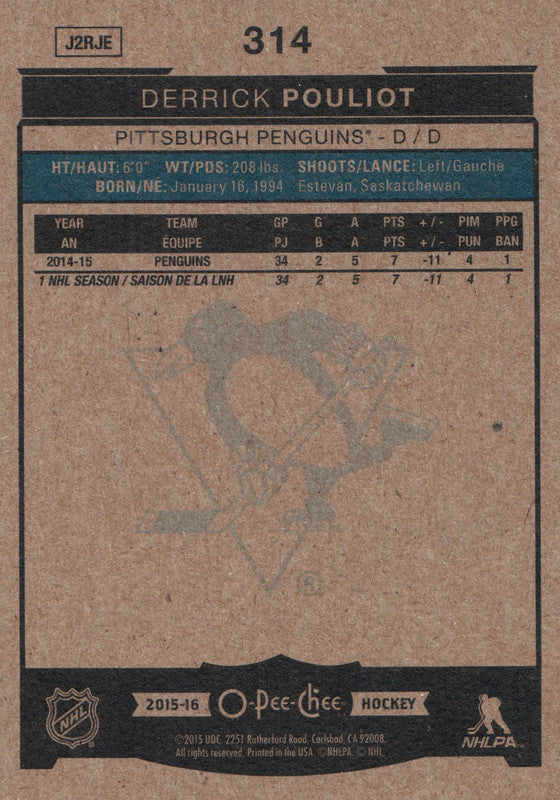 J2RJE
314
DERRICK POULIOT
PITTSBURGH PENGUINS® - D / D
HT/HAUT: 6'0" WT/PDS: 208 lbs. SHOOTS/LANCE: Left/Gauche
BORN/NÉ: January 16, 1994 Estevan, Saskatchewan
YEAR TEAM GP G A PTS +/- PIM PPG
AN ÉQUIPE PJ B A PTS +/- PUN BAN
2014-15 PENGUINS 34 2 5 7 -11 4 1
1 NHL SEASON / SAISON DE LA LNH 34 2 5 7 -11 4 1
®
NHL
2015-16 O-Pee-Chee HOCKEY
NHLPA
©2015 UDC. 2251 Rutherford Road, Carlsbad, CA 92008.
All rights reserved. Printed in the USA. ©NHLPA. © NHL